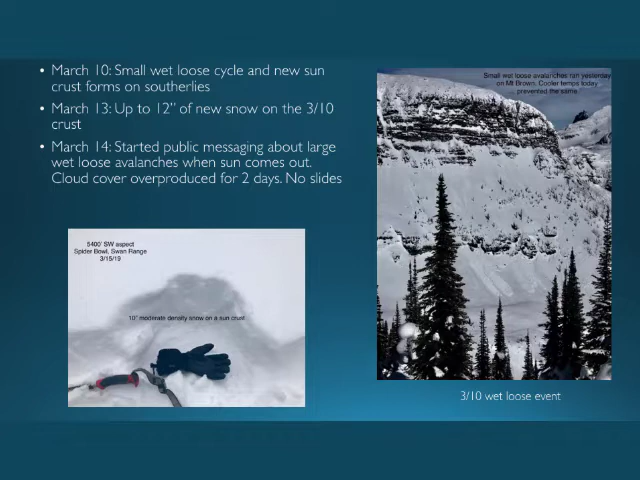 • March 10: Small wet loose cycle and new sun
crust forms on southerlies
• March 13: Up to 12" of new snow on the 3/10
crust
• March 14: Started public messaging about large
wet loose avalanches when sun comes out.
Cloud cover overproduced for 2 days. No slides
Small wet loose avalanches ran yesterday
on Mt Brown. Cooler temps today
prevented the same.
5400' SW aspect
Spider Bowl, Swan Range
3/15/19
10" moderate density snow on a sun crust
3/10 wet loose event